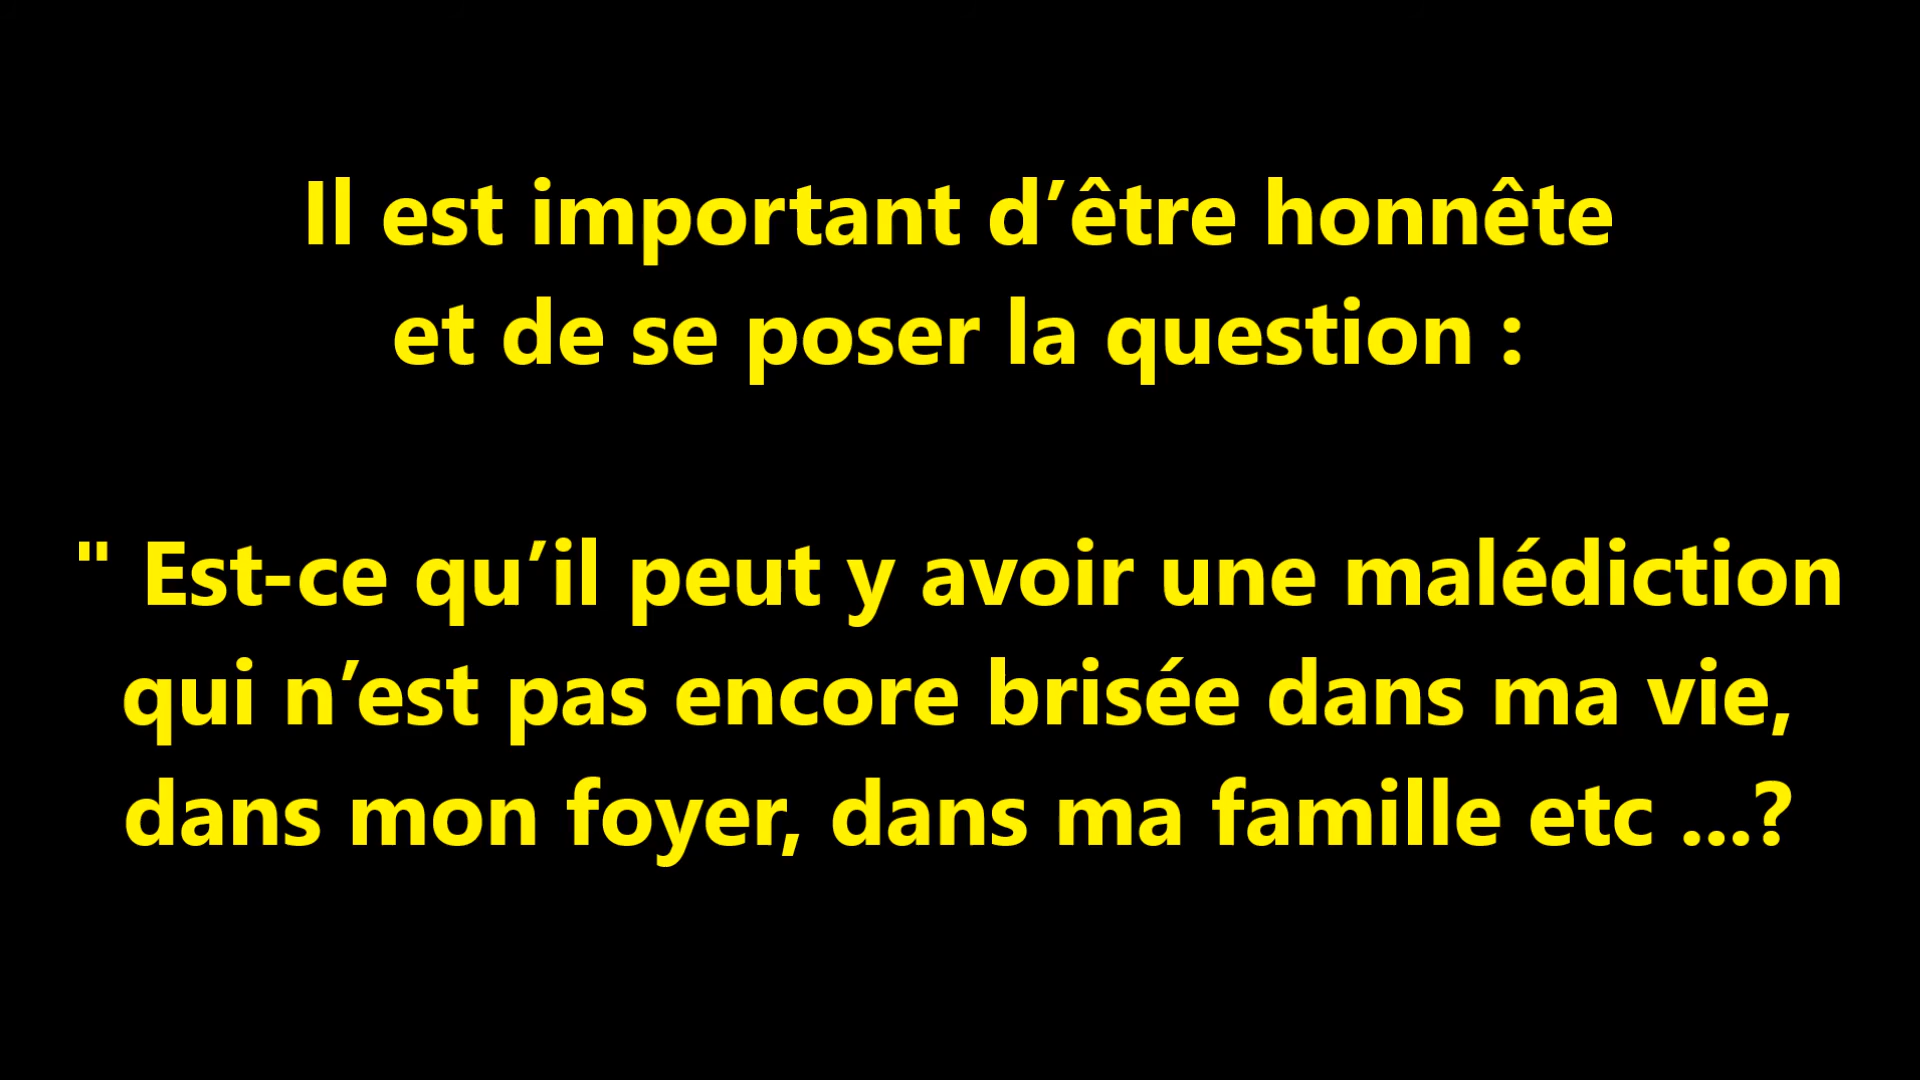 Il est important d’être honnête
et de se poser la question :
" Est-ce qu’il peut y avoir une malédiction
qui n’est pas encore brisée dans ma vie,
dans mon foyer, dans ma famille etc ...?